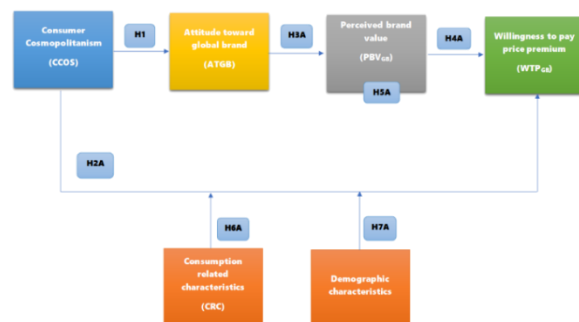 Consumer
Cosmopolitanism
(CCOS)
H1
Attitude toward
global brand
(ATGB)
H3A
Perceived brand
value
(PBVGB)
H5A
H4A
Willingness to pay
price premium
(WTPGB)
H2A
H6A
H7A
Consumption
related
characteristics
(CRC)
Demographic
characteristics